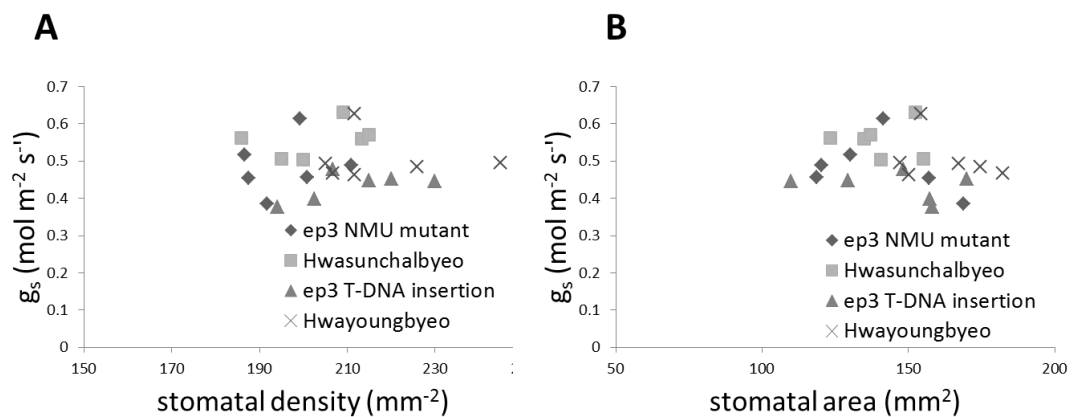 A
0.7
0.6
0.5
0.4
0.3
0.2
0.1
0
gs (mol m-2 s-1)
ep3 NMU mutant
Hwasunchalbyeo
ep3 T-DNA insertion
Hwayoungbyeo
150 170 190 210 230
stomatal density (mm-2)
B
0.7
0.6
0.5
0.4
0.3
0.2
0.1
0
gs (mol m-2 s-1)
ep3 NMU mutant
Hwasunchalbyeo
ep3 T-DNA insertion
Hwayoungbyeo
50 100 150 200
stomatal area (mm2)